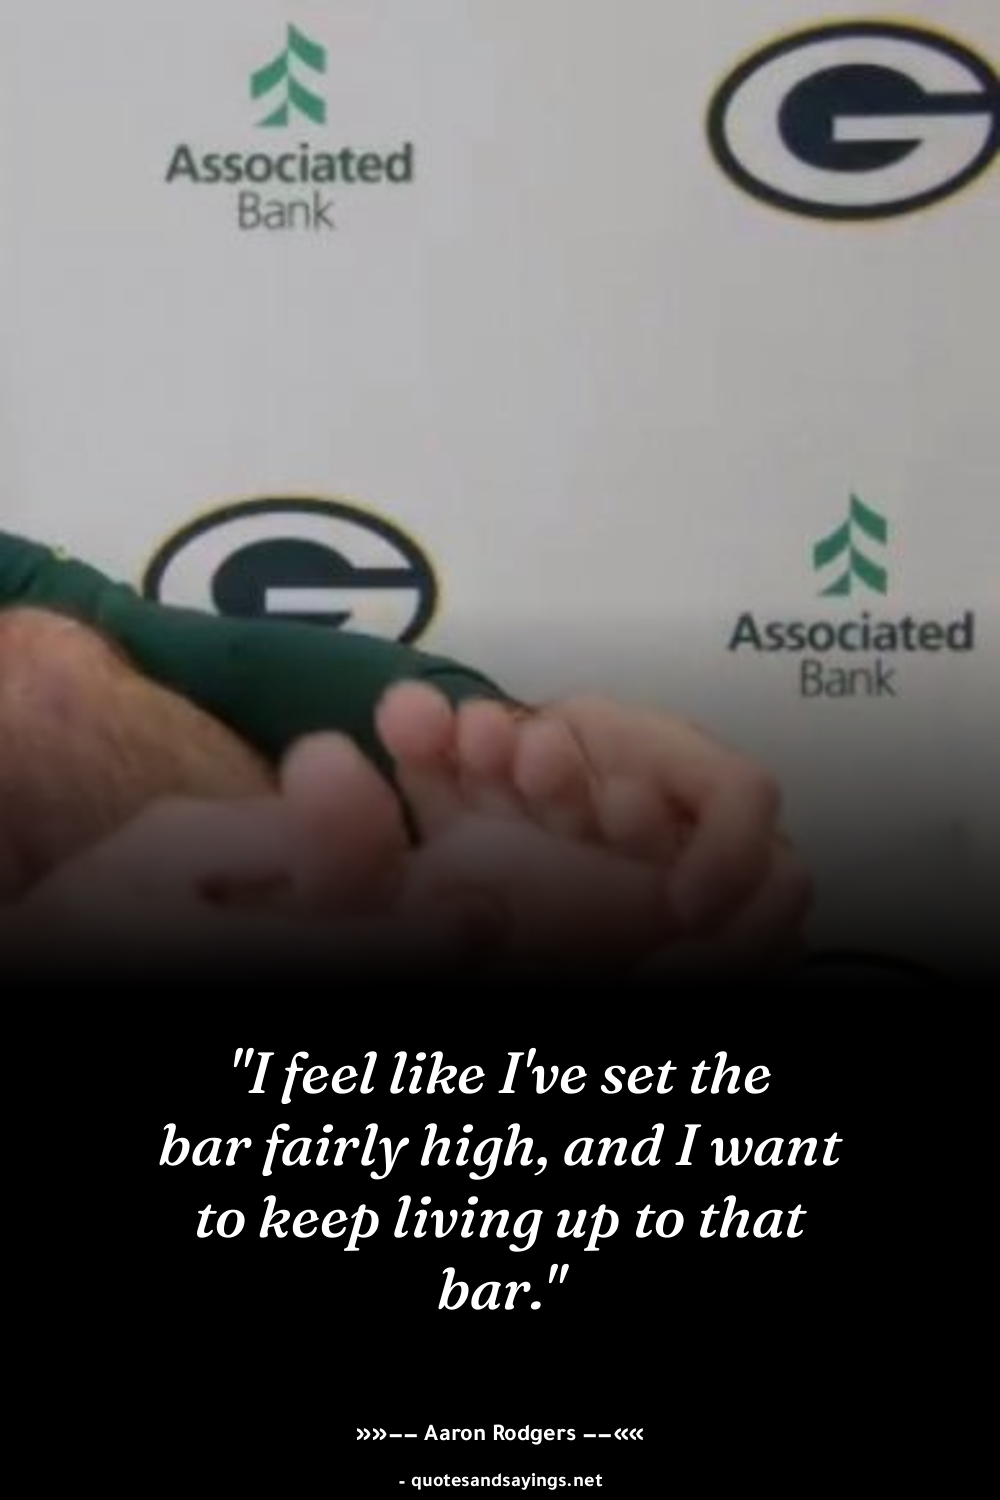 Associated
Bank
G
G
Associated
Bank
"I feel like I've set the
bar fairly high, and I want
to keep living up to that
bar."
»»−− Aaron Rodgers −−««
- quotesandsayings.net